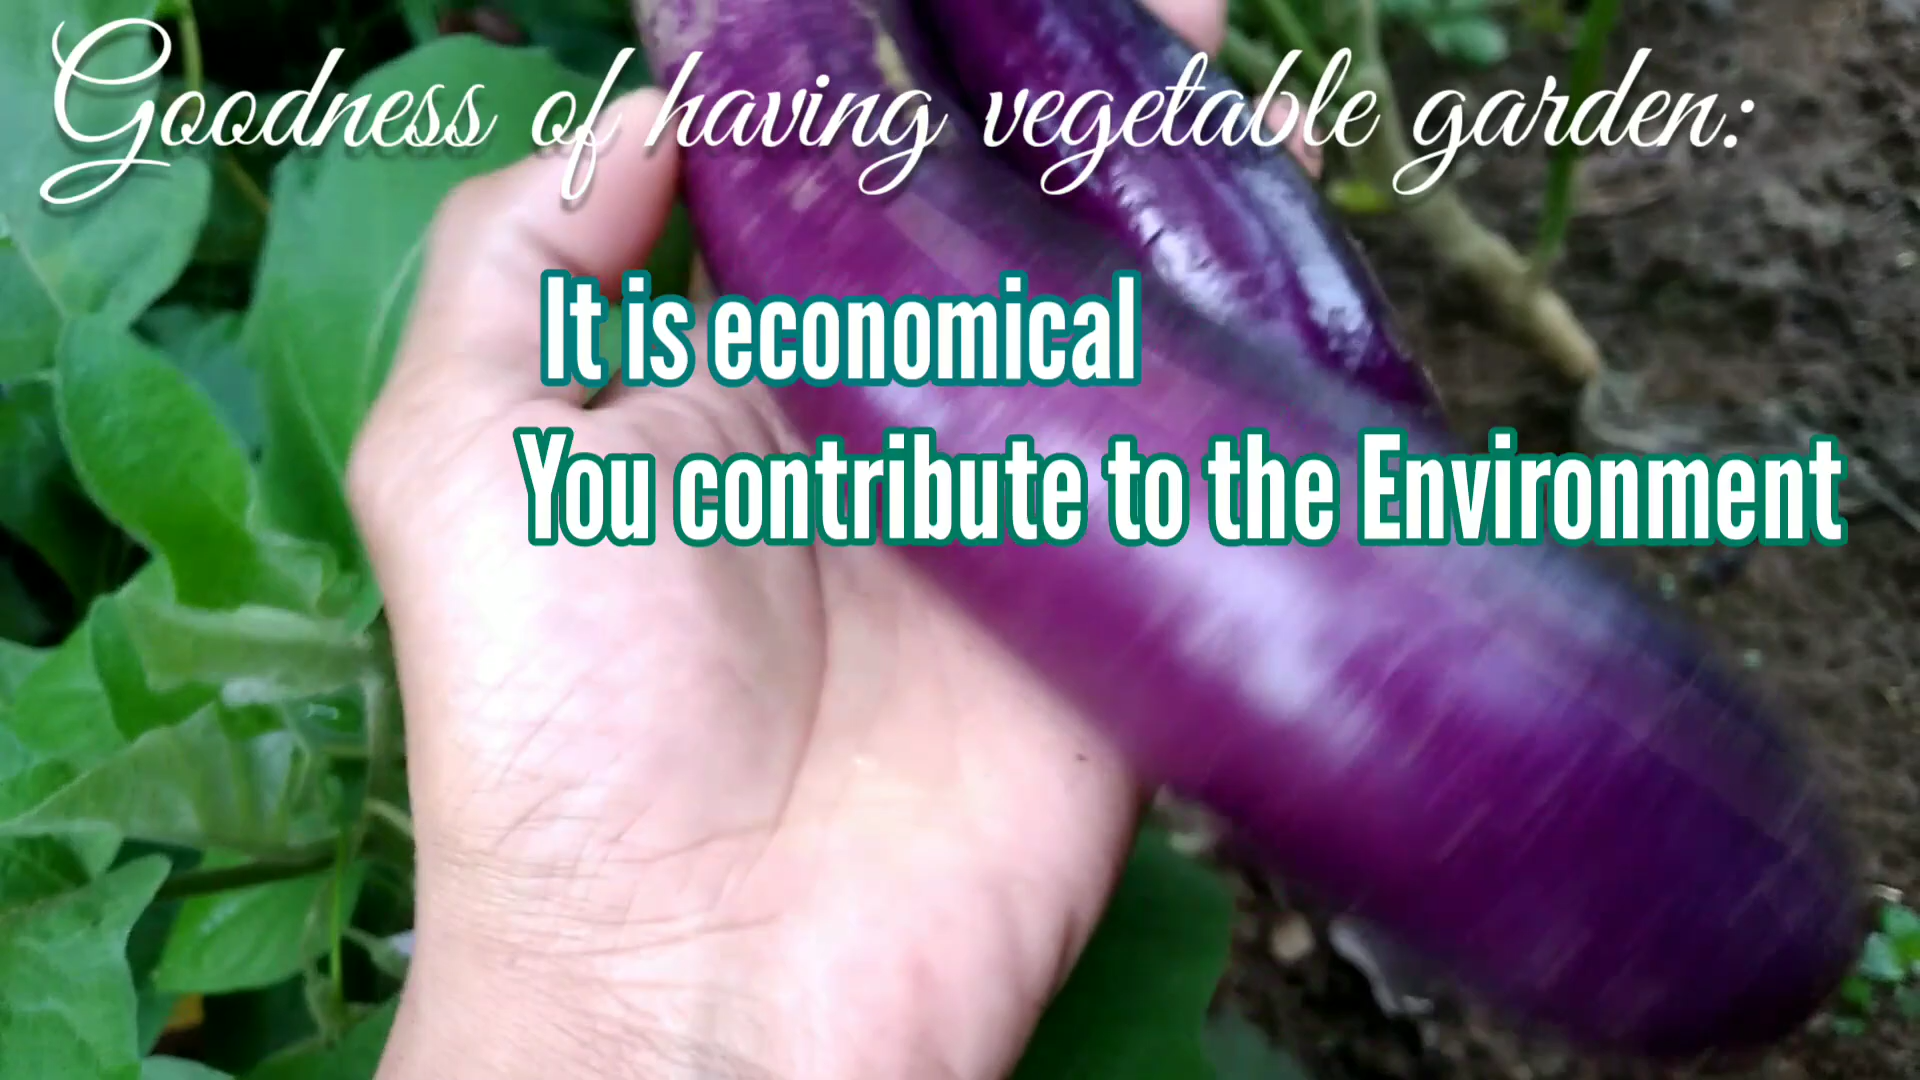 Goodness of having vegetable garden:
It is economical
You contribute to the Environment